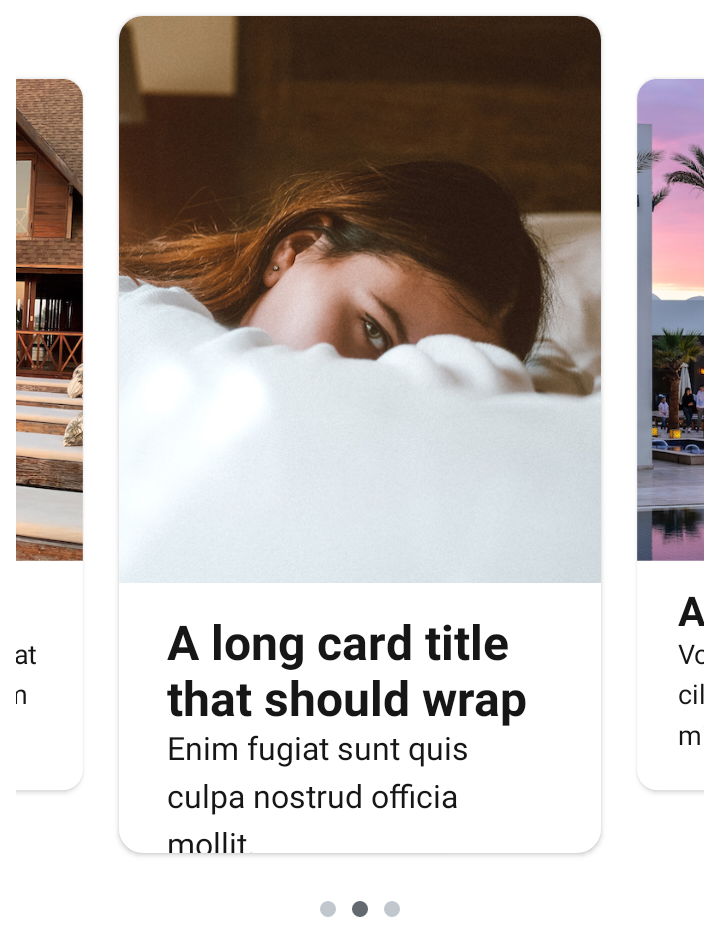 at
A long card title
that should wrap
Enim fugiat sunt quis
culpa nostrud officia
mollit.
A
Vo
cil
m